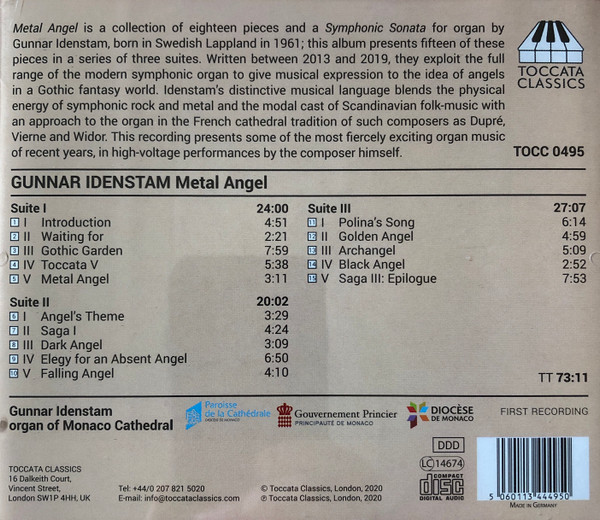 Metal Angel is a collection of eighteen pieces and a Symphonic Sonata for organ by
Gunnar Idenstam, born in Swedish Lappland in 1961; this album presents fifteen of these
pieces in a series of three suites. Written between 2013 and 2019, they exploit the full
range of the modern symphonic organ to give musical expression to the idea of angels
in a Gothic fantasy world. Idenstam's distinctive musical language blends the physical
energy of symphonic rock and metal and the modal cast of Scandinavian folk-music with
an approach to the organ in the French cathedral tradition of such composers as Dupré,
Vierne and Widor. This recording presents some of the most fiercely exciting organ music
of recent years, in high-voltage performances by the composer himself.
TOCCATA
CLASSICS
TOCC 0495
GUNNAR IDENSTAM Metal Angel
Suite I 24:00
1 I Introduction 4:51
2 II Waiting for 2:21
3 III Gothic Garden 7:59
4 IV Toccata V 5:38
5 V Metal Angel 3:11
Suite II 20:02
6 I Angel's Theme 3:29
7 II Saga I 4:24
8 III Dark Angel 3:09
9 IV Elegy for an Absent Angel 6:50
10 V Falling Angel 4:10
Suite III 27:07
11 I Polina's Song 6:14
12 II Golden Angel 4:59
13 III Archangel 5:09
14 IV Black Angel 2:52
15 V Saga III: Epilogue 7:53
TT 73:11
Gunnar Idenstam
organ of Monaco Cathedral
Paroisse
de la Cathédrale
DIOCÈSE DE MONACO
Gouvernement Princier
PRINCIPAUTÉ DE MONACO
DIOCÈSE
DE MONACO
FIRST RECORDING
TOCCATA CLASSICS
16 Dalkeith Court,
Vincent Street,
London SW1P 4HH, UK
Tel: +44/0 207 821 5020
E-mail: info@toccataclassics.com
© Toccata Classics, London, 2020
℗ Toccata Classics, London, 2020
DDD
LC 14674
COMPACT
disc
DIGITAL AUDIO
5 060113 444950
MADE IN GERMANY